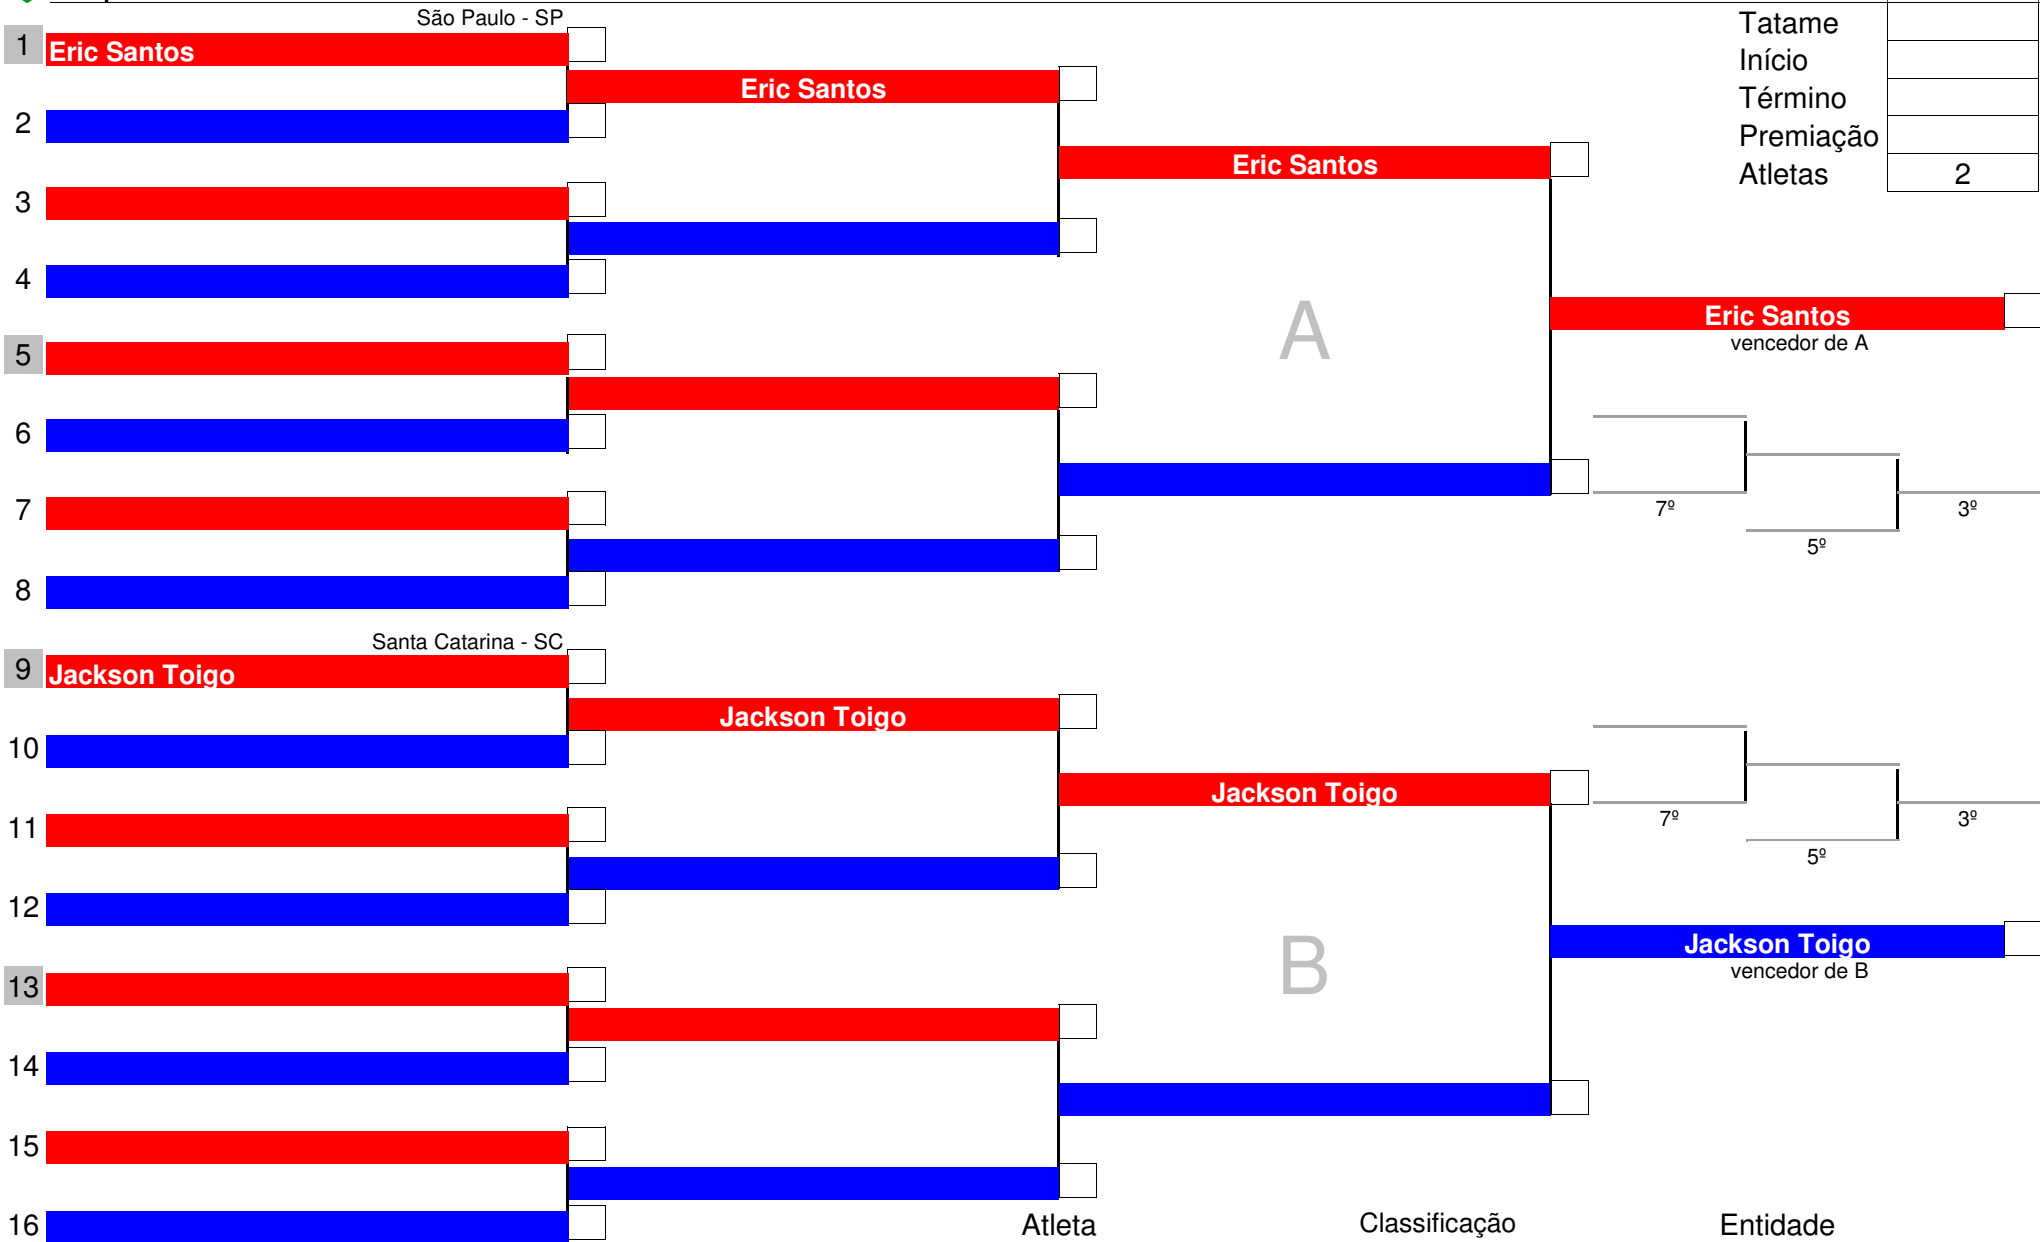 São Paulo - SP
Tatame
1 Eric Santos
Início
Eric Santos
Término
2
Premiação
Eric Santos
Atletas 2
3
4
A
Eric Santos
vencedor de A
5
6
7
7º 3º
5º
8
Santa Catarina - SC
9 Jackson Toigo
Jackson Toigo
10
Jackson Toigo
11
7º 3º
5º
12
B
Jackson Toigo
vencedor de B
13
14
15
16
Atleta Classificação Entidade